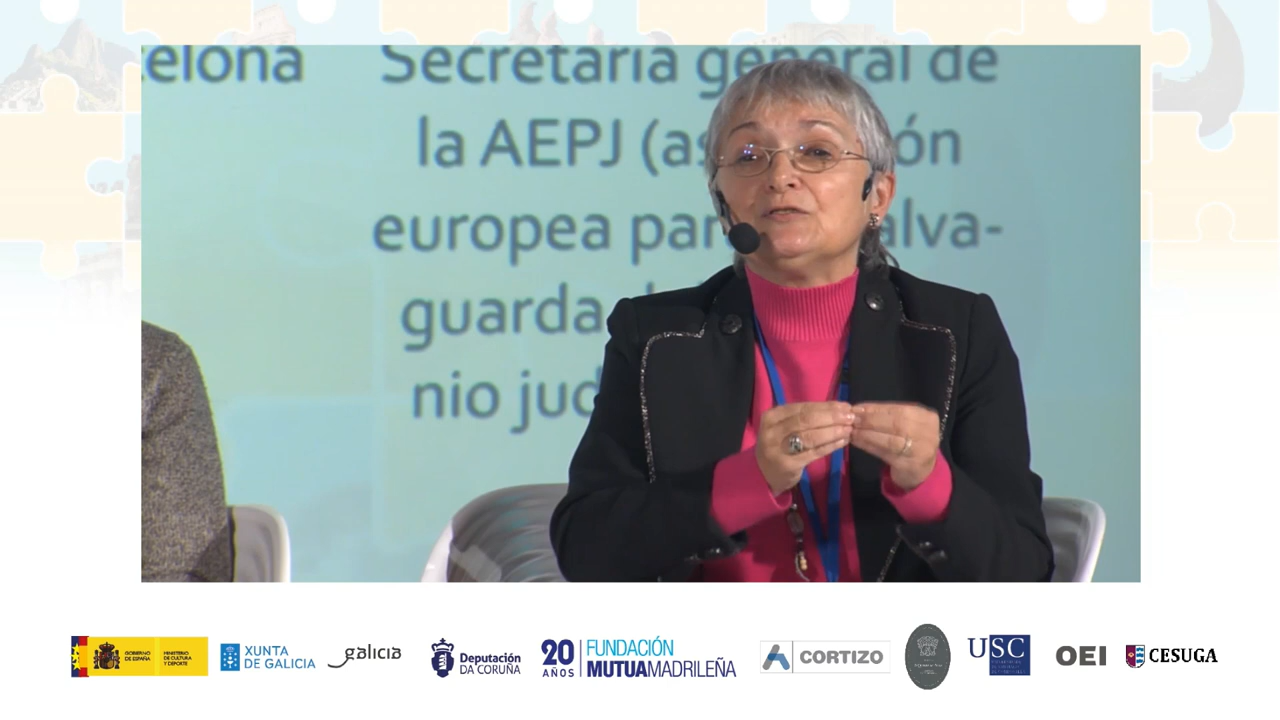 elona
Secretaria general de
la AEPJ (as ón
europea par alva-
guarda
nio jud
GOBIERNO
DE ESPAÑA
MINISTERIO
DE CULTURA
Y DEPORTE
XUNTA
DE GALICIA
galicia
Deputación
DA CORUÑA
20
AÑOS
FUNDACIÓN
MUTUAMADRILEÑA
CORTIZO
USC
OEI
CESUGA